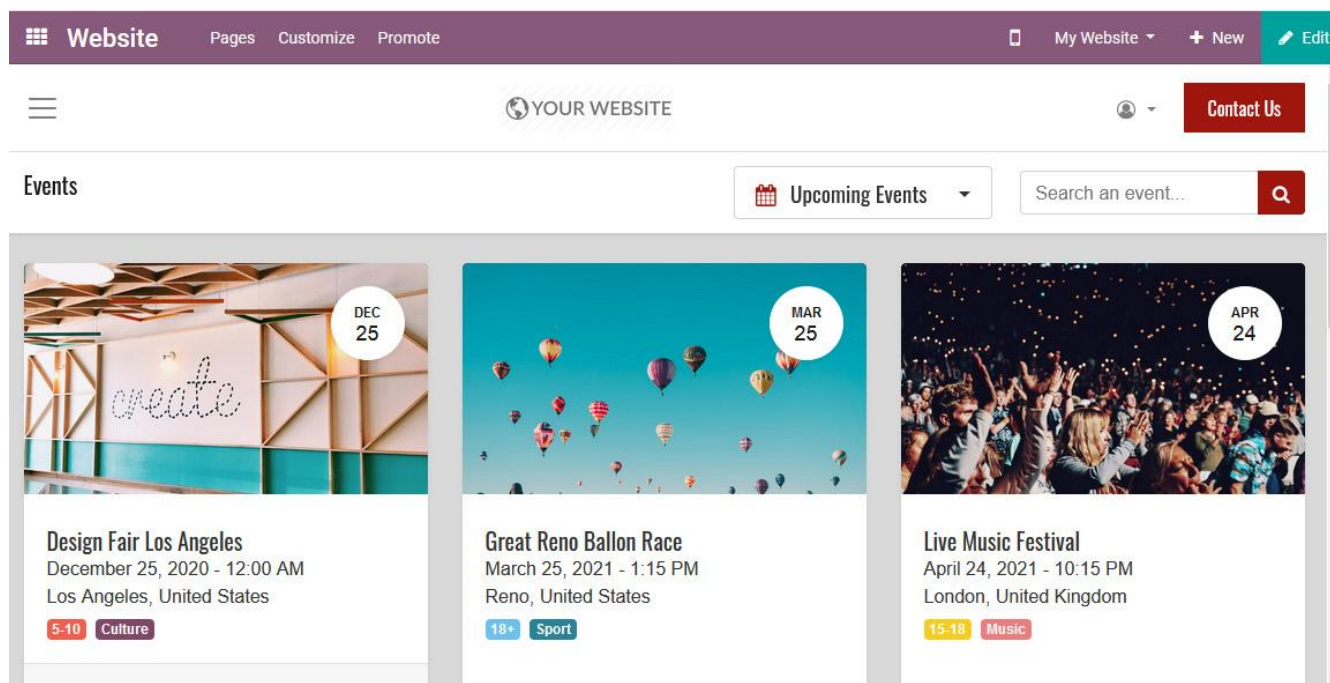 Website Pages Customize Promote My Website + New Edit
YOUR WEBSITE Contact Us
Events Upcoming Events Search an event...
DEC
25
create
MAR
25
APR
24
Design Fair Los Angeles
December 25, 2020 - 12:00 AM
Los Angeles, United States
5-10 Culture
Great Reno Ballon Race
March 25, 2021 - 1:15 PM
Reno, United States
18+ Sport
Live Music Festival
April 24, 2021 - 10:15 PM
London, United Kingdom
15-18 Music